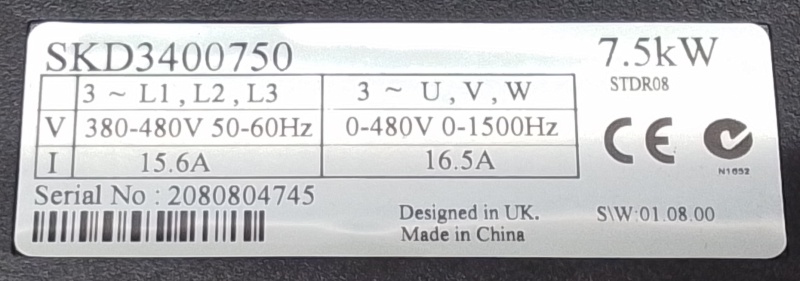 SKD3400750
7.5kW
STDR08
3 ~ L1 , L2 , L3 3 ~ U , V , W
V 380-480V 50-60Hz 0-480V 0-1500Hz
I 15.6A 16.5A
CE
N1652
Serial No : 2080804745
Designed in UK.
Made in China
S\W:01.08.00